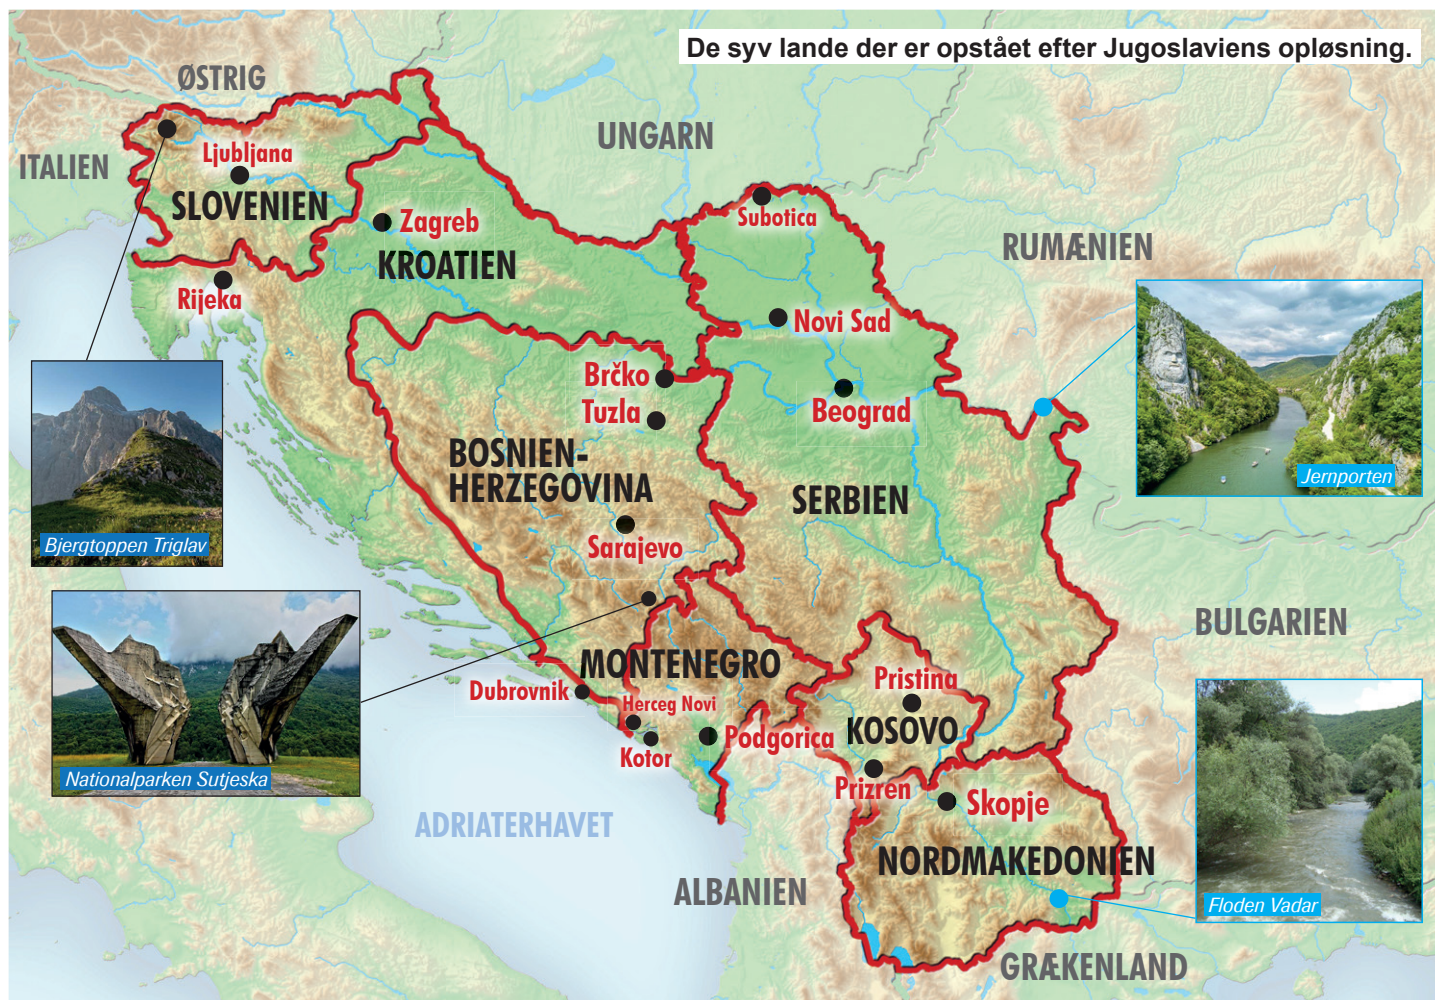 De syv lande der er opstået efter Jugoslaviens opløsning.
ØSTRIG
UNGARN
ITALIEN
Ljubljana
SLOVENIEN
Zagreb
KROATIEN
Subotica
RUMÆNIEN
Rijeka
Novi Sad
Brčko
Tuzla
Beograd
BOSNIEN-
HERZEGOVINA
SERBIEN
Jernporten
Sarajevo
Bjergtoppen Triglav
BULGARIEN
MONTENEGRO
Dubrovnik
Herceg Novi
Pristina
KOSOVO
Kotor
Podgorica
Nationalparken Sutjeska
Prizren
Skopje
ADRIATERHAVET
NORDMAKEDONIEN
ALBANIEN
Floden Vadar
GRÆKENLAND